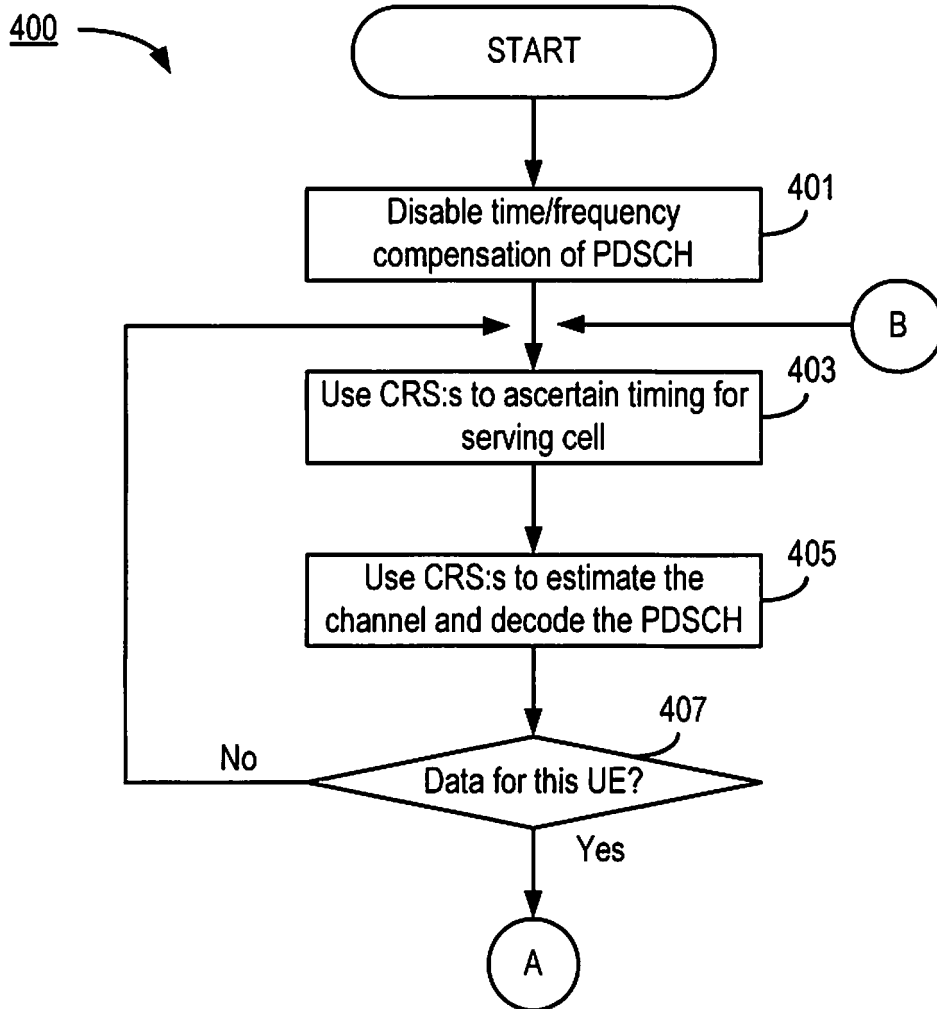 400
START
401
Disable time/frequency
compensation of PDSCH
B
403
Use CRS:s to ascertain timing for
serving cell
405
Use CRS:s to estimate the
channel and decode the PDSCH
407
No
Data for this UE?
Yes
A